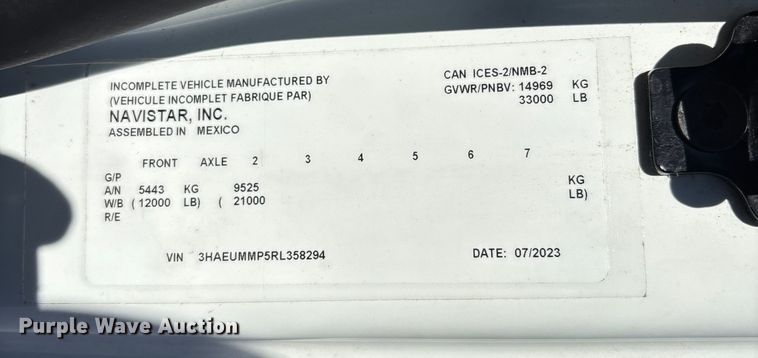 INCOMPLETE VEHICLE MANUFACTURED BY
(VEHICULE INCOMPLET FABRIQUE PAR)
NAVISTAR, INC.
ASSEMBLED IN MEXICO
CAN ICES-2/NMB-2
GVWR/PNBV: 14969 KG
33000 LB
FRONT AXLE 2 3 4 5 6 7
G/P
A/N 5443 KG 9525 KG
W/B ( 12000 LB) ( 21000 LB)
R/E
VIN 3HAEUMMP5RL358294 DATE: 07/2023
Purple Wave Auction